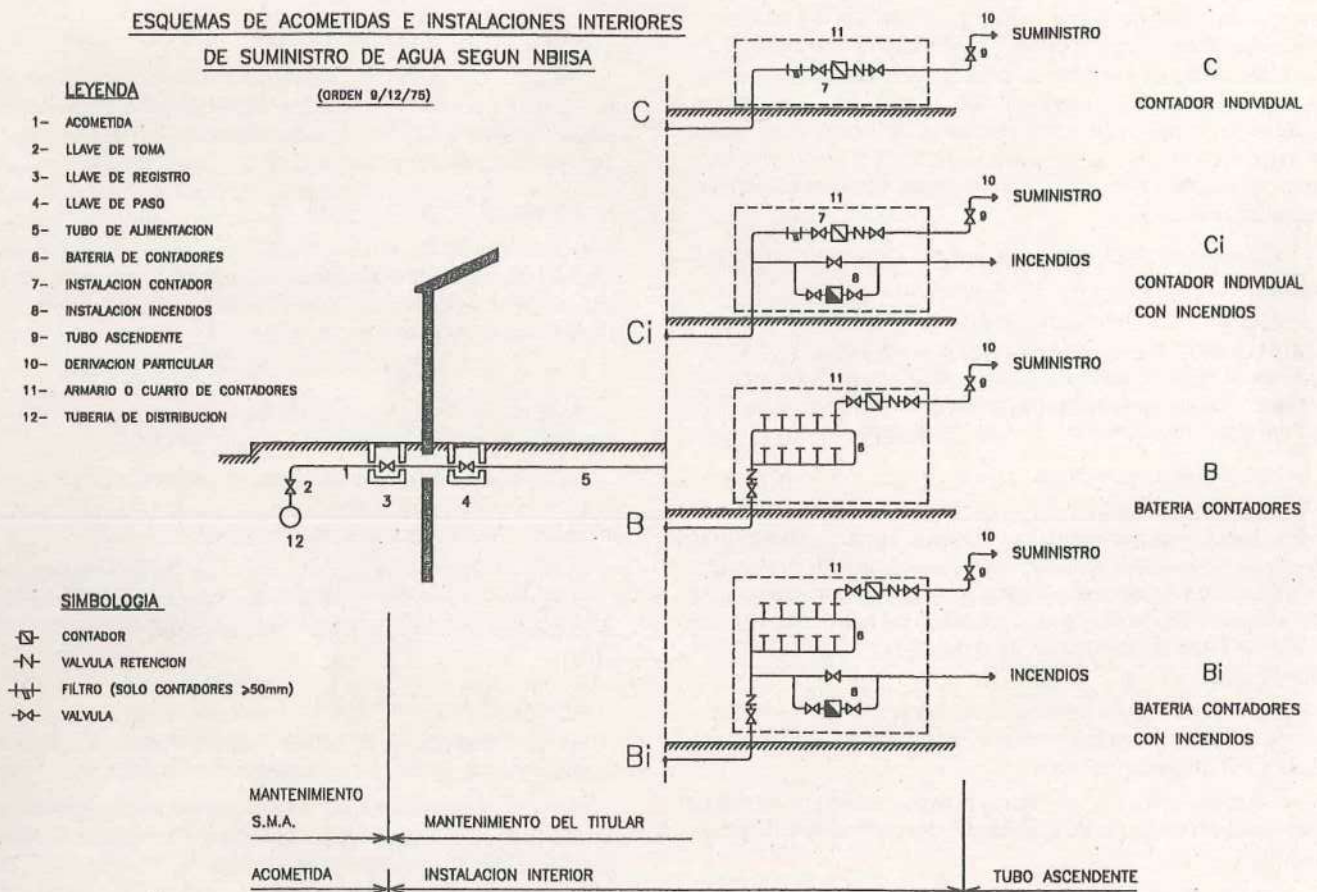 ESQUEMAS DE ACOMETIDAS E INSTALACIONES INTERIORES
DE SUMINISTRO DE AGUA SEGUN NBIISA
(ORDEN 9/12/75)
LEYENDA
1- ACOMETIDA
2- LLAVE DE TOMA
3- LLAVE DE REGISTRO
4- LLAVE DE PASO
5- TUBO DE ALIMENTACION
6- BATERIA DE CONTADORES
7- INSTALACION CONTADOR
8- INSTALACION INCENDIOS
9- TUBO ASCENDENTE
10- DERIVACION PARTICULAR
11- ARMARIO O CUARTO DE CONTADORES
12- TUBERIA DE DISTRIBUCION
1
2
3
4
5
12
SIMBOLOGIA
CONTADOR
VALVULA RETENCION
FILTRO (SOLO CONTADORES ≥50mm)
VALVULA
C
11
7
10
9
SUMINISTRO
C
CONTADOR INDIVIDUAL
Ci
11
7
8
10
9
SUMINISTRO
INCENDIOS
Ci
CONTADOR INDIVIDUAL
CON INCENDIOS
B
11
6
10
9
SUMINISTRO
B
BATERIA CONTADORES
Bi
11
6
8
10
9
SUMINISTRO
INCENDIOS
Bi
BATERIA CONTADORES
CON INCENDIOS
MANTENIMIENTO
S.M.A.
MANTENIMIENTO DEL TITULAR
ACOMETIDA
INSTALACION INTERIOR
TUBO ASCENDENTE